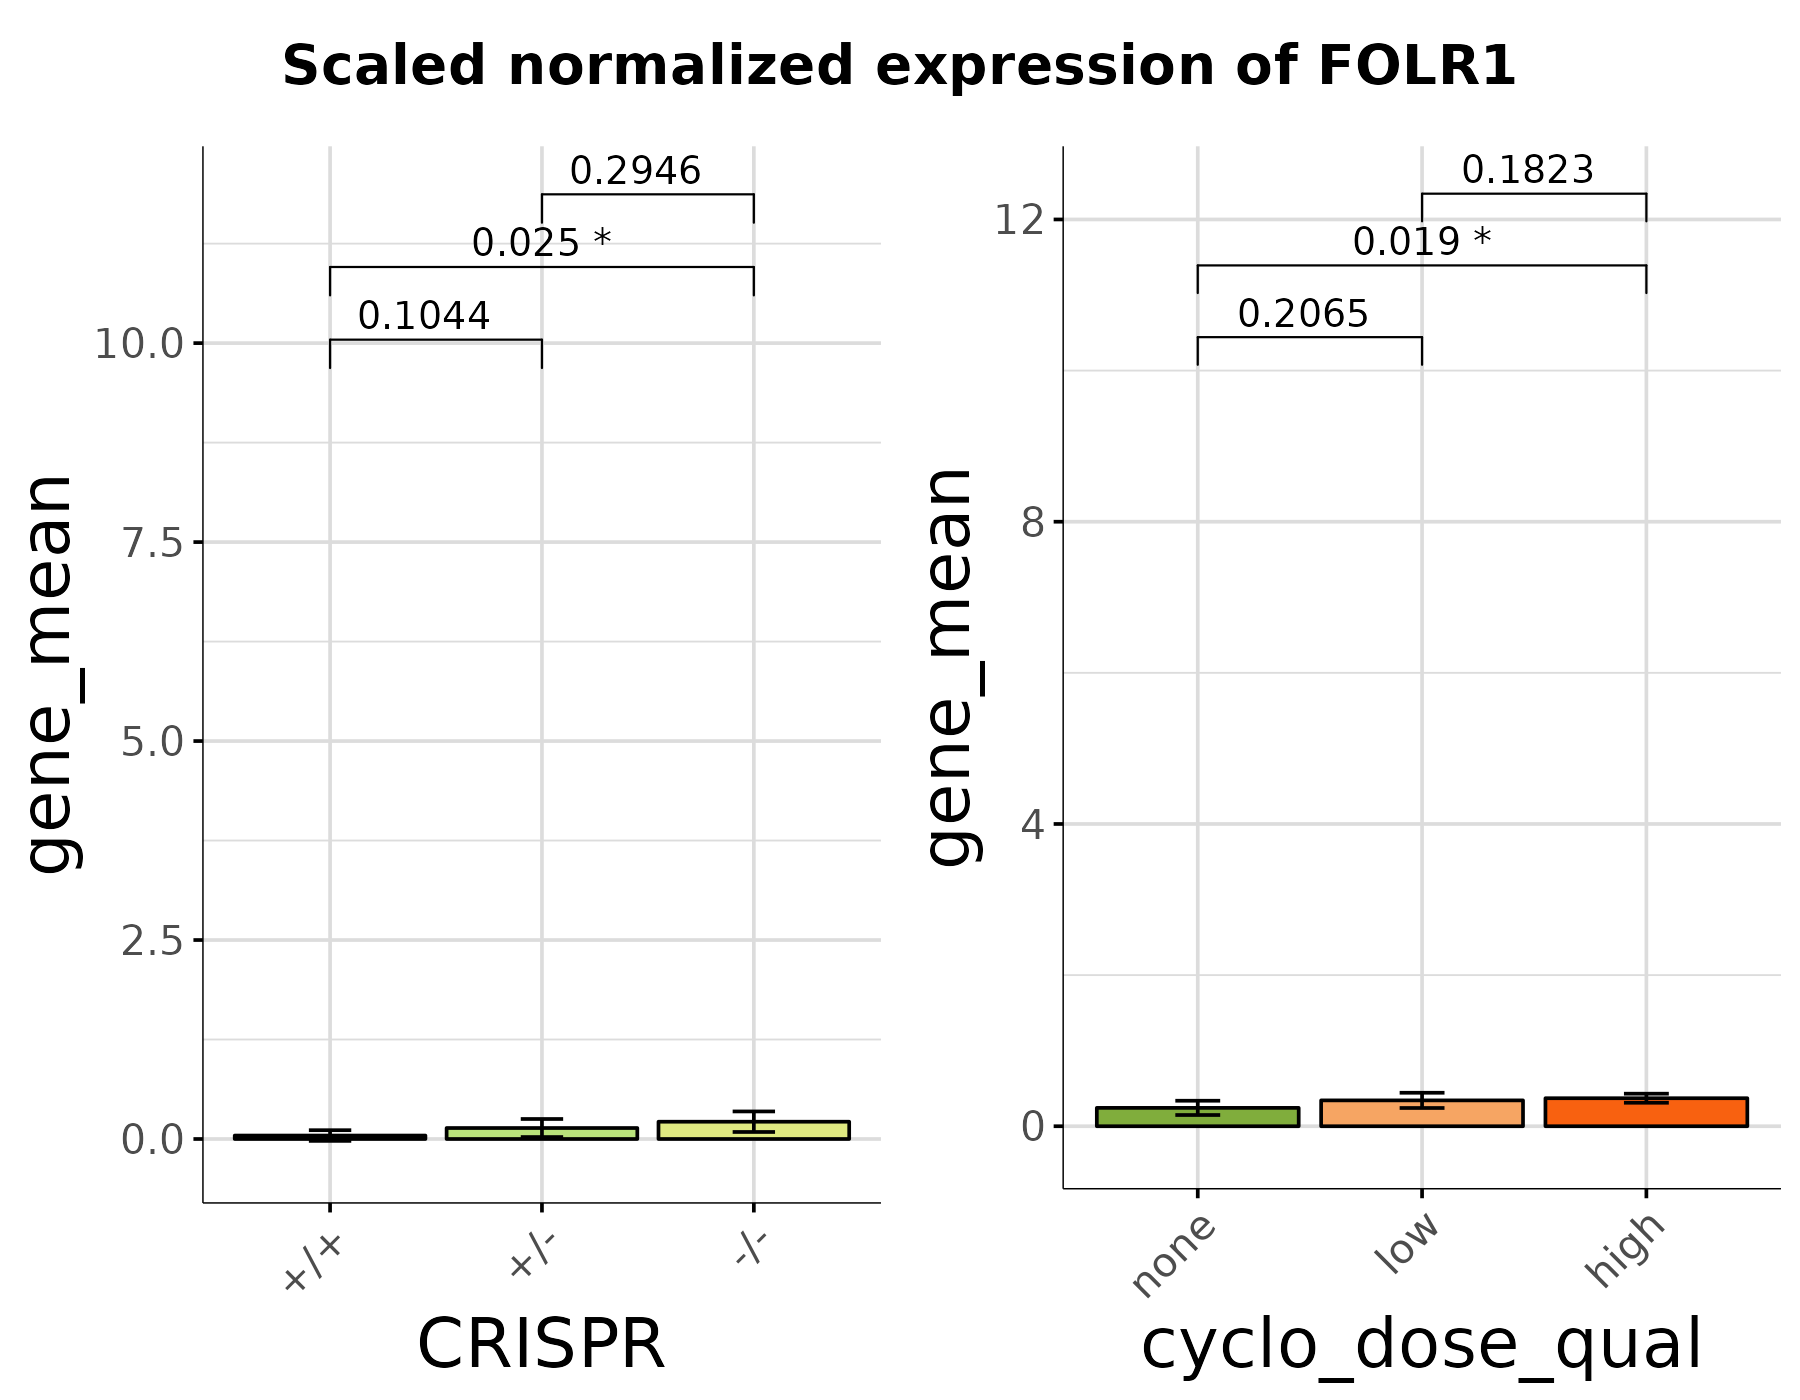 Scaled normalized expression of FOLR1
gene_mean
10.0
7.5
5.0
2.5
0.0
0.2946
0.025 *
0.1044
+/+
+/-
-/-
CRISPR
gene_mean
12
8
4
0
0.1823
0.019 *
0.2065
none
low
high
cyclo_dose_qual